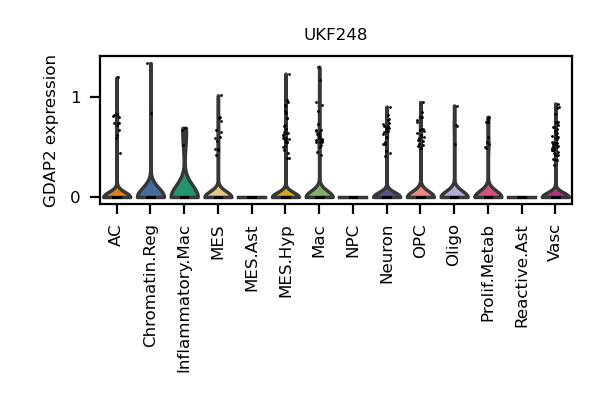 UKF248
GDAP2 expression
1
0
AC
Chromatin.Reg
Inflammatory.Mac
MES
MES.Ast
MES.Hyp
Mac
NPC
Neuron
OPC
Oligo
Prolif.Metab
Reactive.Ast
Vasc